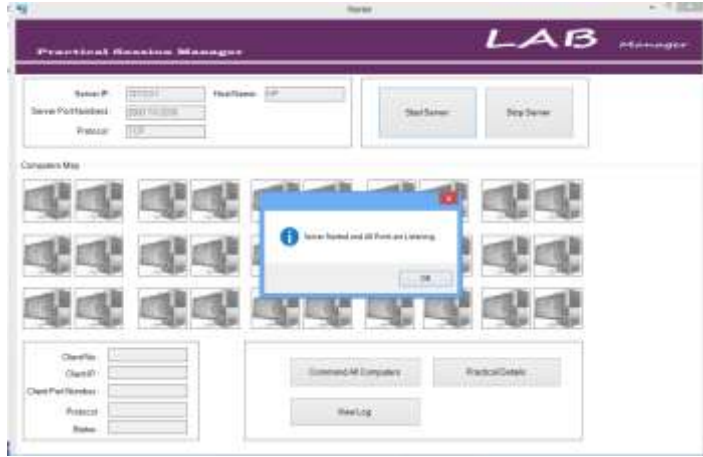 Server
Practical Session Manager
LAB Manager
Server IP
Host Name
HP
Server Port Numbers
Protocol
TCP
Start Server
Stop Server
Computers Map
Server Started and All Ports are Listening
OK
Client No
Client IP
Client Port Number
Protocol
Status
Command All Computers
Practical Details
View Log